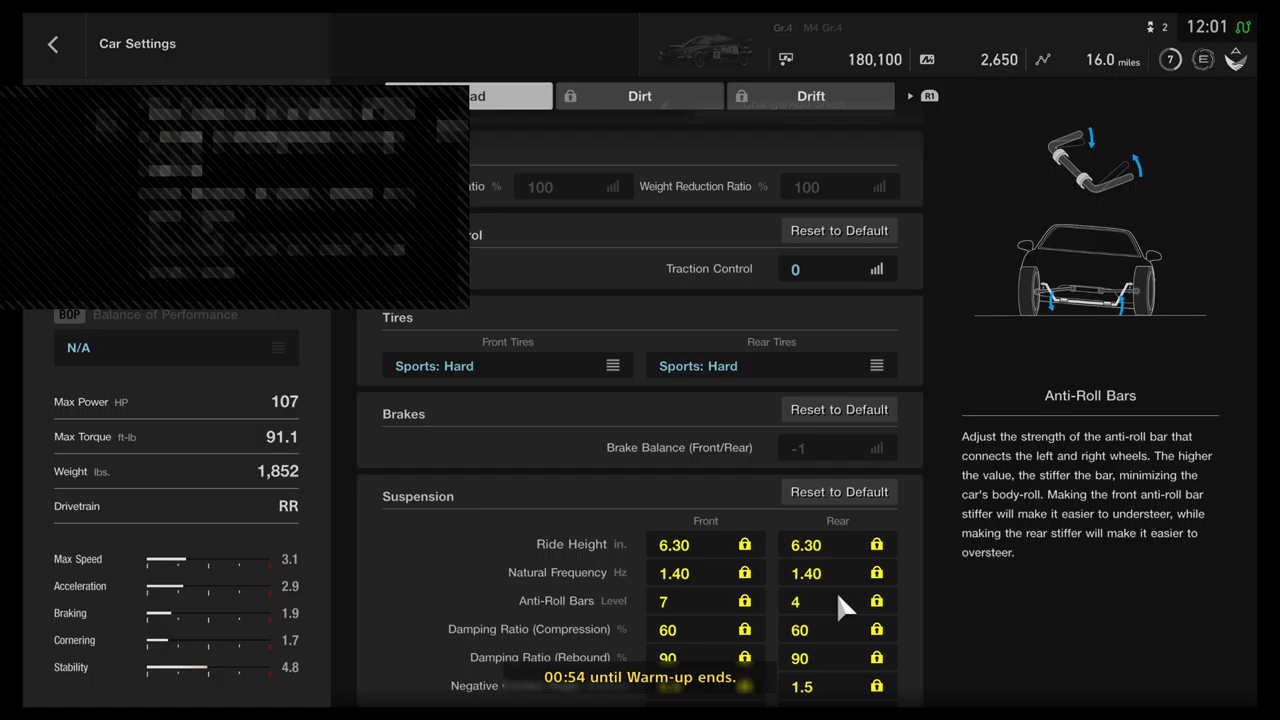 Gr.4 M4 Gr.4
2
12:01
Car Settings
180,100
2,650
16.0 miles
7
E
Dirt
Drift
R1
%
100
Weight Reduction Ratio %
100
Reset to Default
Traction Control
0
Tires
BOP Balance of Performance
Front Tires
Rear Tires
N/A
Sports: Hard
Sports: Hard
Max Power HP 107
Brakes
Reset to Default
Anti-Roll Bars
Max Torque ft-lb 91.1
Brake Balance (Front/Rear)
-1
Adjust the strength of the anti-roll bar that
connects the left and right wheels. The higher
the value, the stiffer the bar, minimizing the
car's body-roll. Making the front anti-roll bar
stiffer will make it easier to understeer, while
making the rear stiffer will make it easier to
oversteer.
Weight lbs. 1,852
Drivetrain RR
Suspension
Reset to Default
Front
Rear
Max Speed 3.1
Acceleration 2.9
Braking 1.9
Cornering 1.7
Stability 4.8
Ride Height in. 6.30 6.30
Natural Frequency Hz 1.40 1.40
Anti-Roll Bars Level 7 4
Damping Ratio (Compression) % 60 60
Damping Ratio (Rebound) % 90 90
Negative 1.5
00:54 until Warm-up ends.